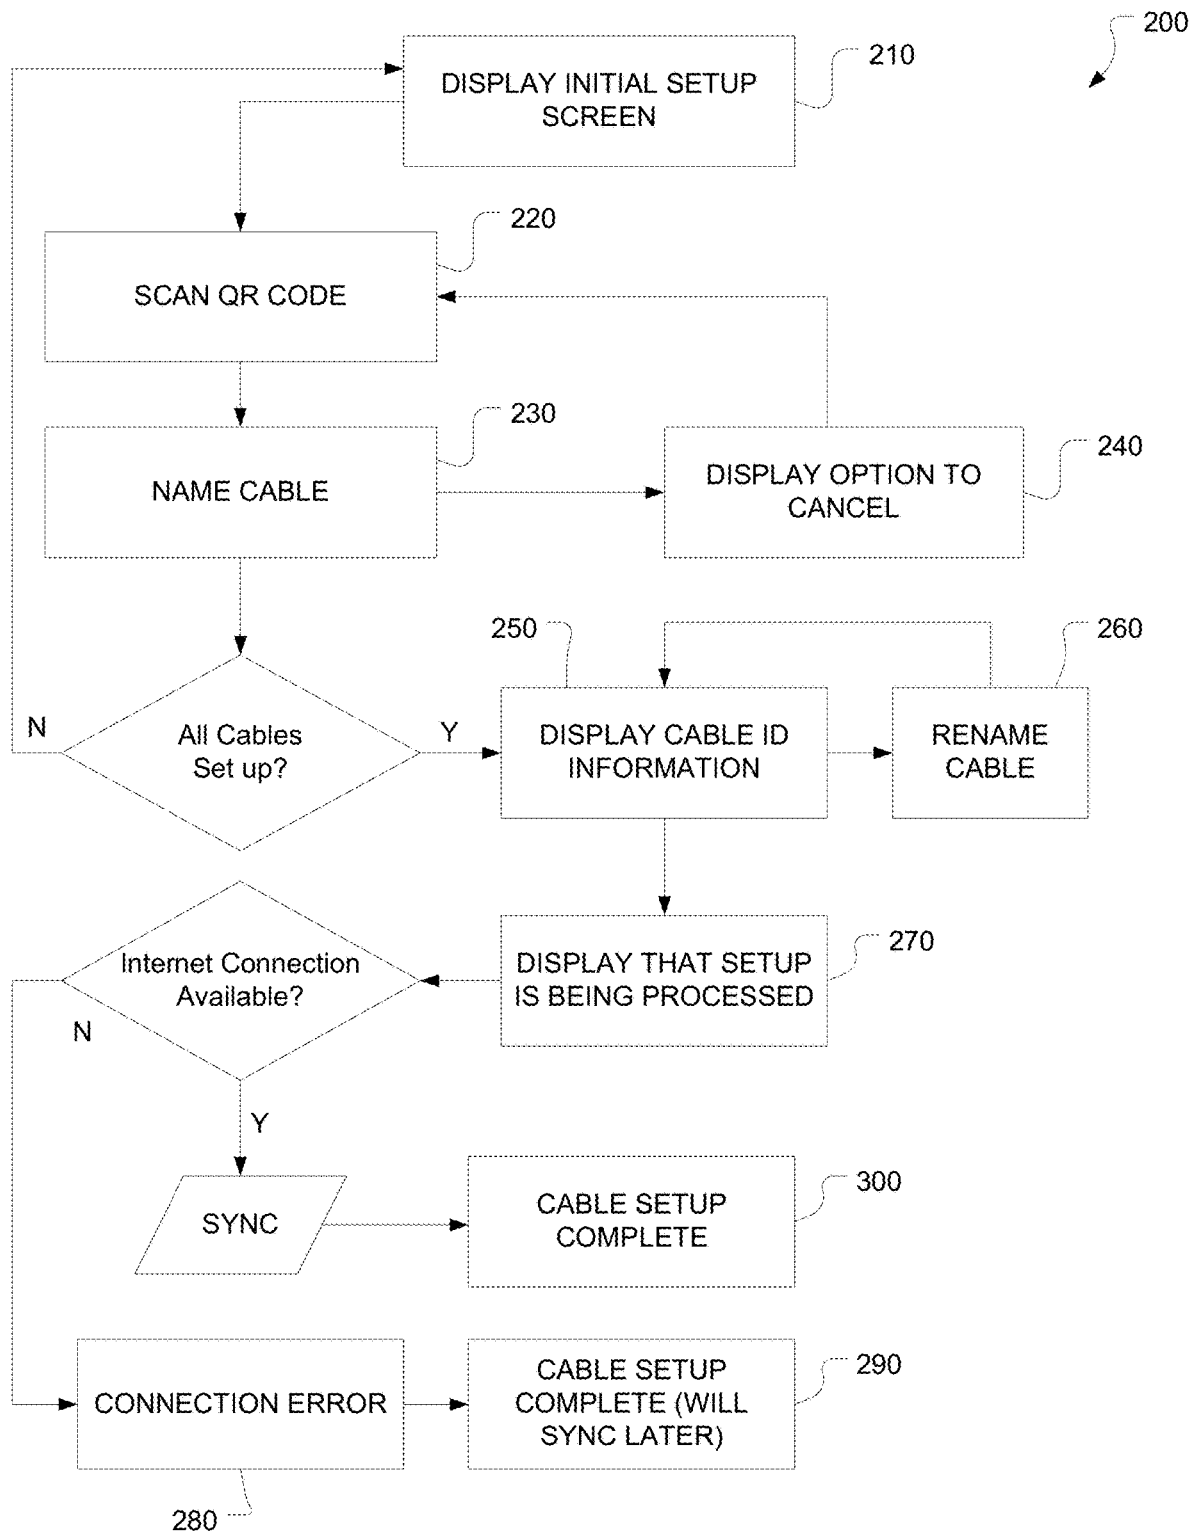 200
210
DISPLAY INITIAL SETUP
SCREEN
220
SCAN QR CODE
230
NAME CABLE
240
DISPLAY OPTION TO
CANCEL
250
260
N
All Cables
Set up?
Y
DISPLAY CABLE ID
INFORMATION
RENAME
CABLE
270
Internet Connection
Available?
DISPLAY THAT SETUP
IS BEING PROCESSED
N
Y
SYNC
300
CABLE SETUP
COMPLETE
290
CONNECTION ERROR
CABLE SETUP
COMPLETE (WILL
SYNC LATER)
280